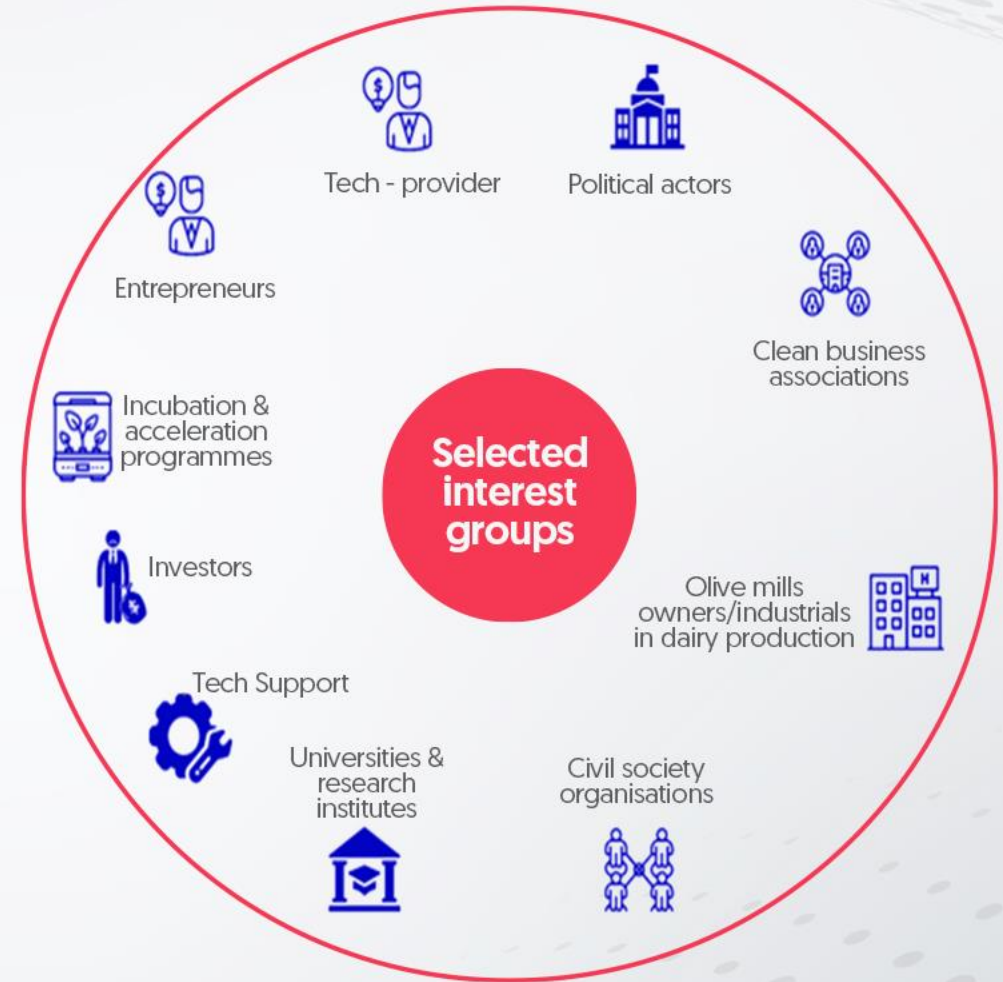 Tech - provider
Political actors
Entrepreneurs
Clean business
associations
Incubation &
acceleration
programmes
Selected
interest
groups
Investors
Olive mills
owners/industrials
in dairy production
Tech Support
Universities &
research
institutes
Civil society
organisations